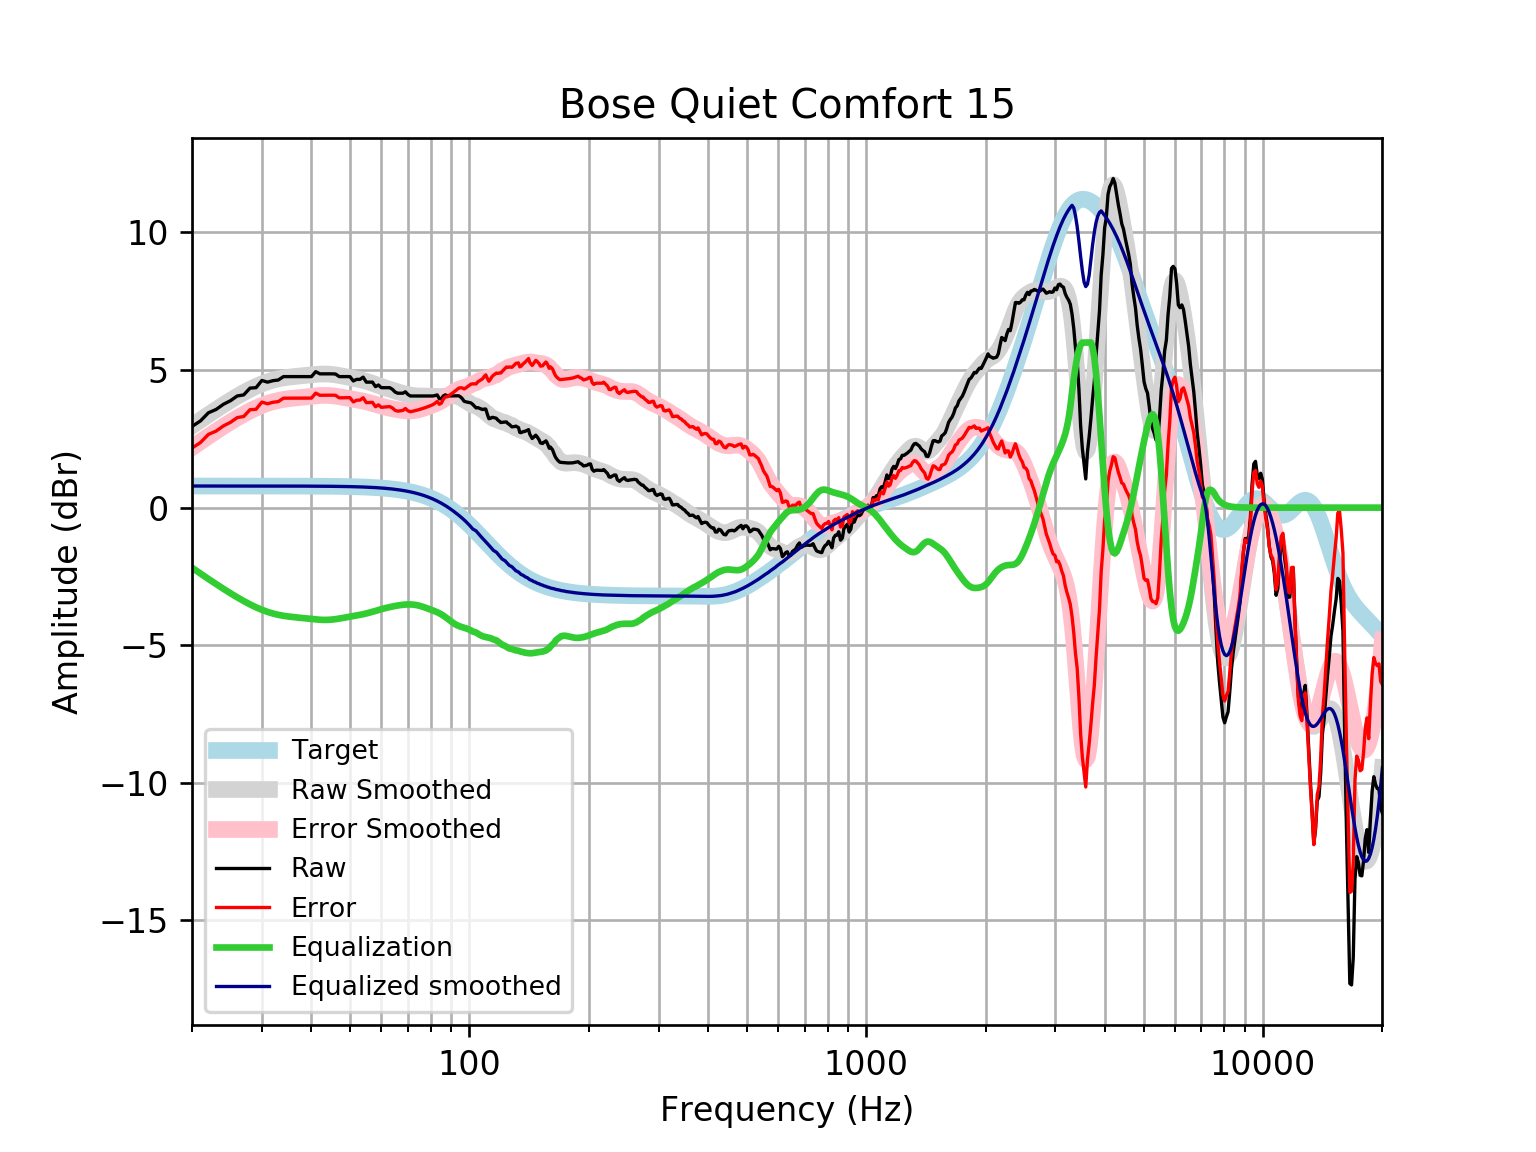 Bose Quiet Comfort 15
Amplitude (dBr)
10
5
0
−5
−10
−15
Target
Raw Smoothed
Error Smoothed
Raw
Error
Equalization
Equalized smoothed
100
1000
10000
Frequency (Hz)